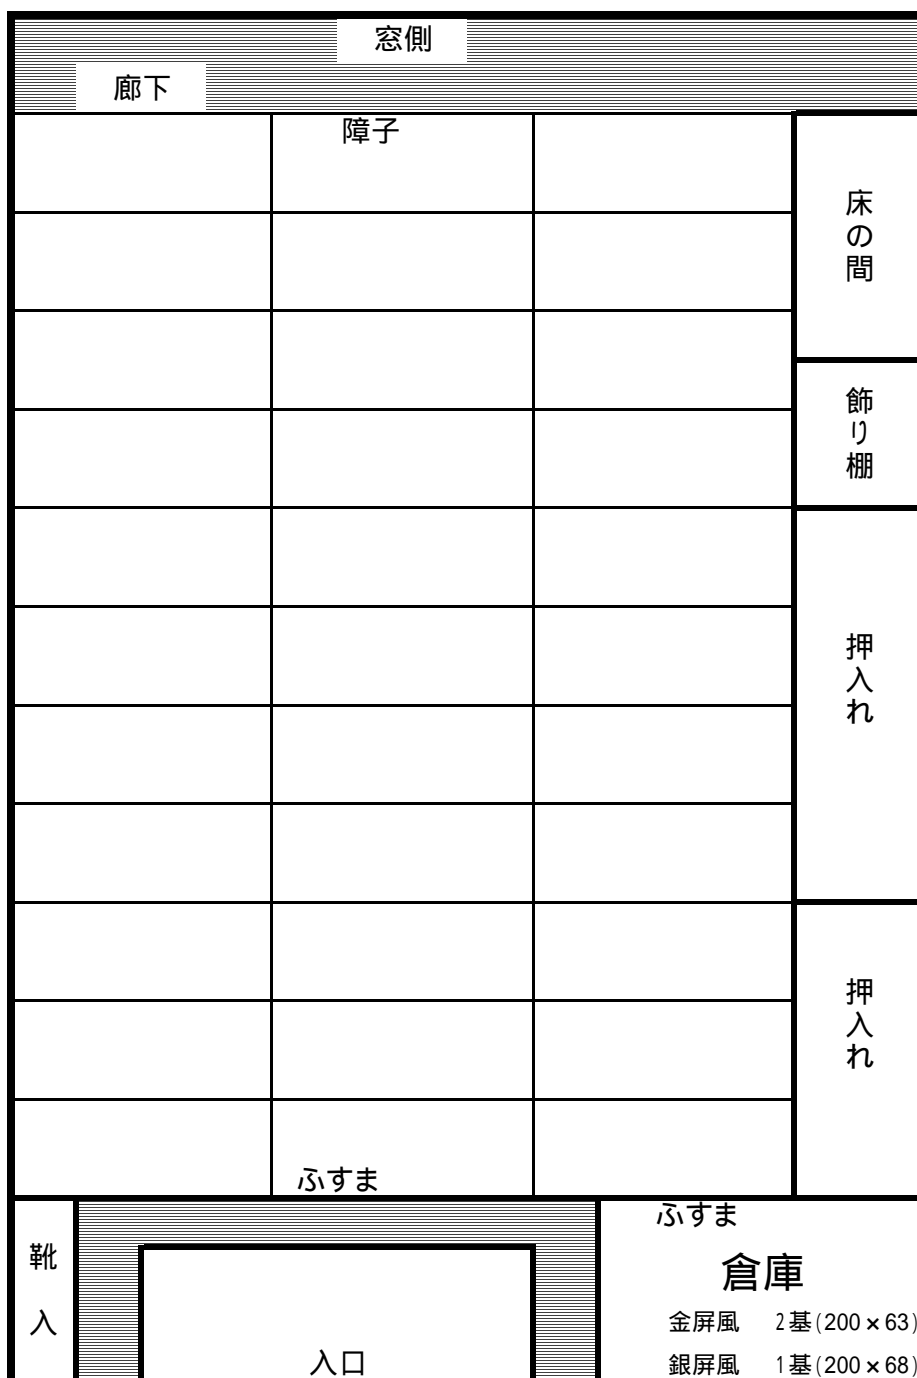 窓側
廊下
障子
床の間
飾り棚
押入れ
押入れ
ふすま
ふすま
靴入
倉庫
金屏風 2基(200×63)
銀屏風 1基(200×68)
入口